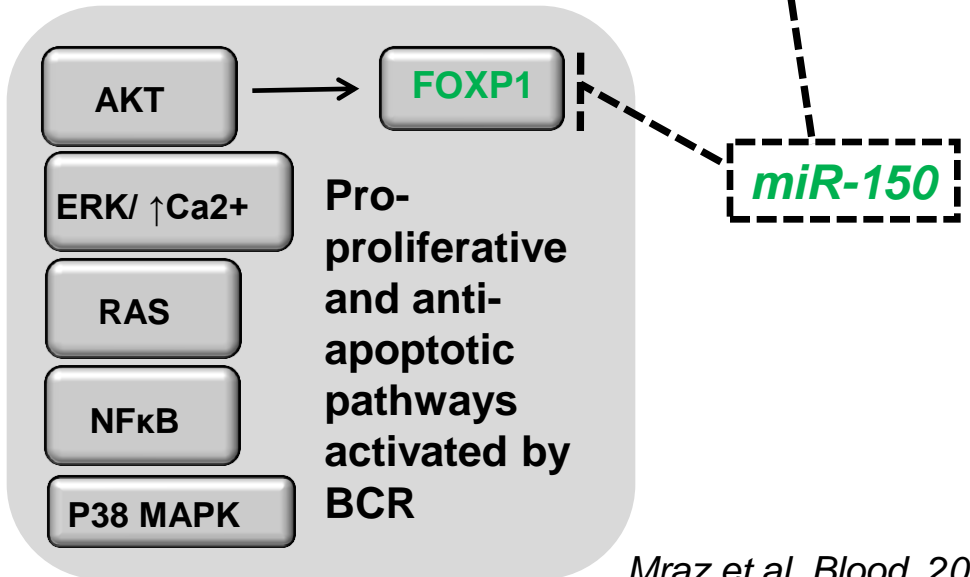 AKT
FOXP1
miR-150
ERK/ ↑Ca2+
RAS
NFκB
P38 MAPK
Pro-
proliferative
and anti-
apoptotic
pathways
activated by
BCR
Mraz et al. Blood, 20